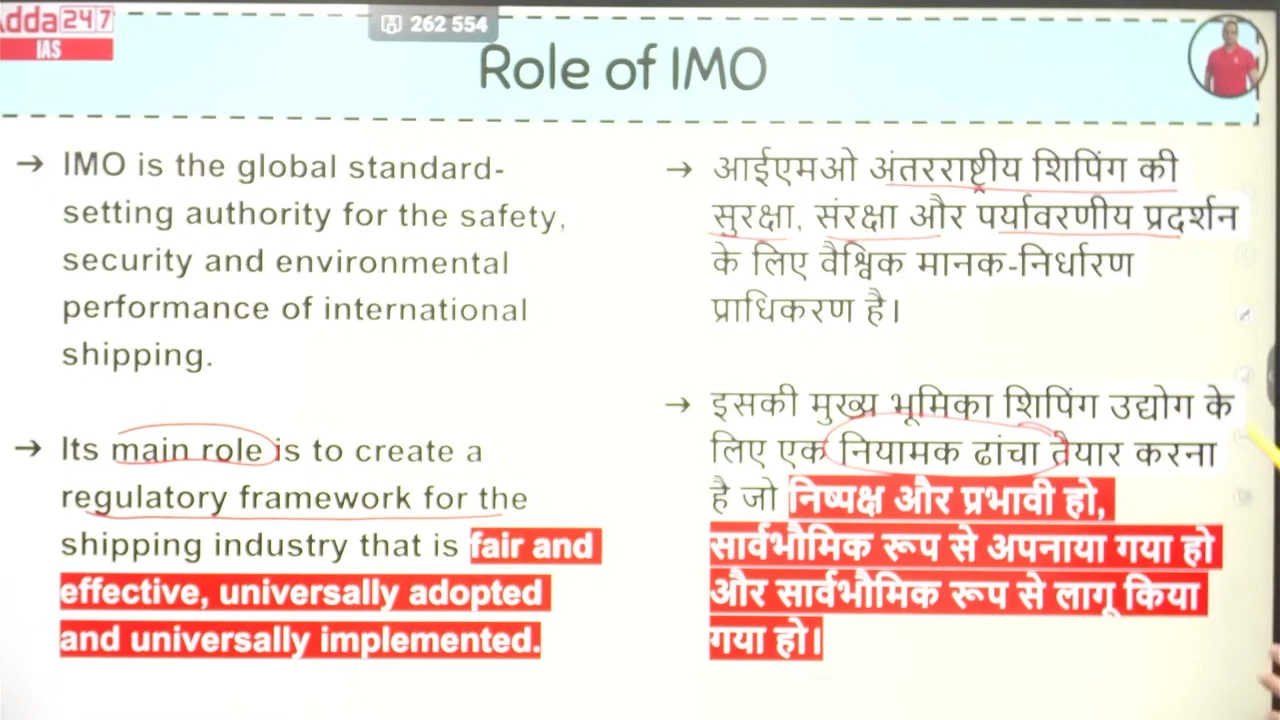 Adda247
IAS
262 554
Role of IMO
→ IMO is the global standard-
setting authority for the safety,
security and environmental
performance of international
shipping.
→ Its main role is to create a
regulatory framework for the
shipping industry that is fair and
effective, universally adopted
and universally implemented.
→ आईएमओ अंतरराष्ट्रीय शिपिंग की
सुरक्षा, संरक्षा और पर्यावरणीय प्रदर्शन
के लिए वैश्विक मानक-निर्धारण
प्राधिकरण है।
→ इसकी मुख्य भूमिका शिपिंग उद्योग के
लिए एक नियामक ढांचा तैयार करना
है जो निष्पक्ष और प्रभावी हो,
सार्वभौमिक रूप से अपनाया गया हो
और सार्वभौमिक रूप से लागू किया
गया हो।